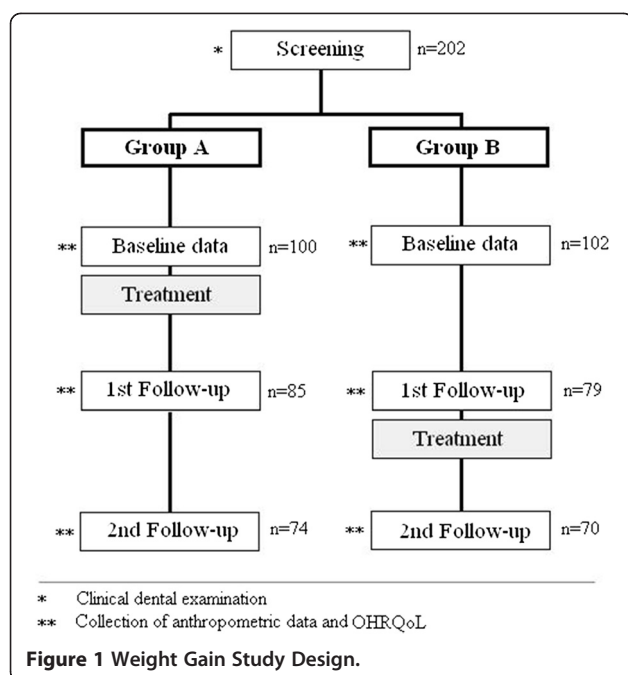 * Screening n=202
Group A Group B
** Baseline data n=100 ** Baseline data n=102
Treatment
** 1st Follow-up n=85 ** 1st Follow-up n=79
Treatment
** 2nd Follow-up n=74 ** 2nd Follow-up n=70
* Clinical dental examination
** Collection of anthropometric data and OHRQoL
Figure 1 Weight Gain Study Design.